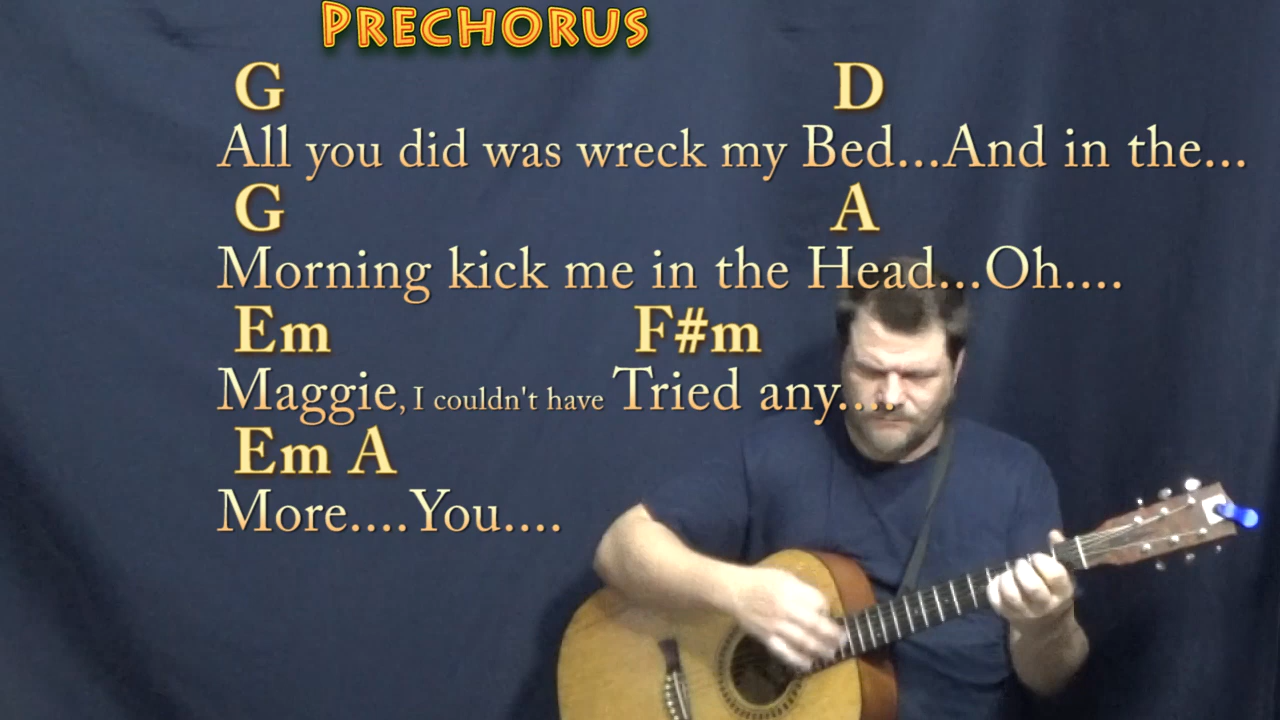 PRECHORUS
G D
All you did was wreck my Bed...And in the...
G A
Morning kick me in the Head...Oh....
Em F#m
Maggie, I couldn't have Tried any....
Em A
More....You....